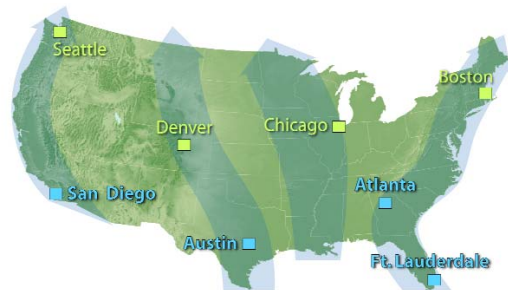 Seattle
Boston
Chicago
Denver
Atlanta
San Diego
Austin
Ft. Lauderdale